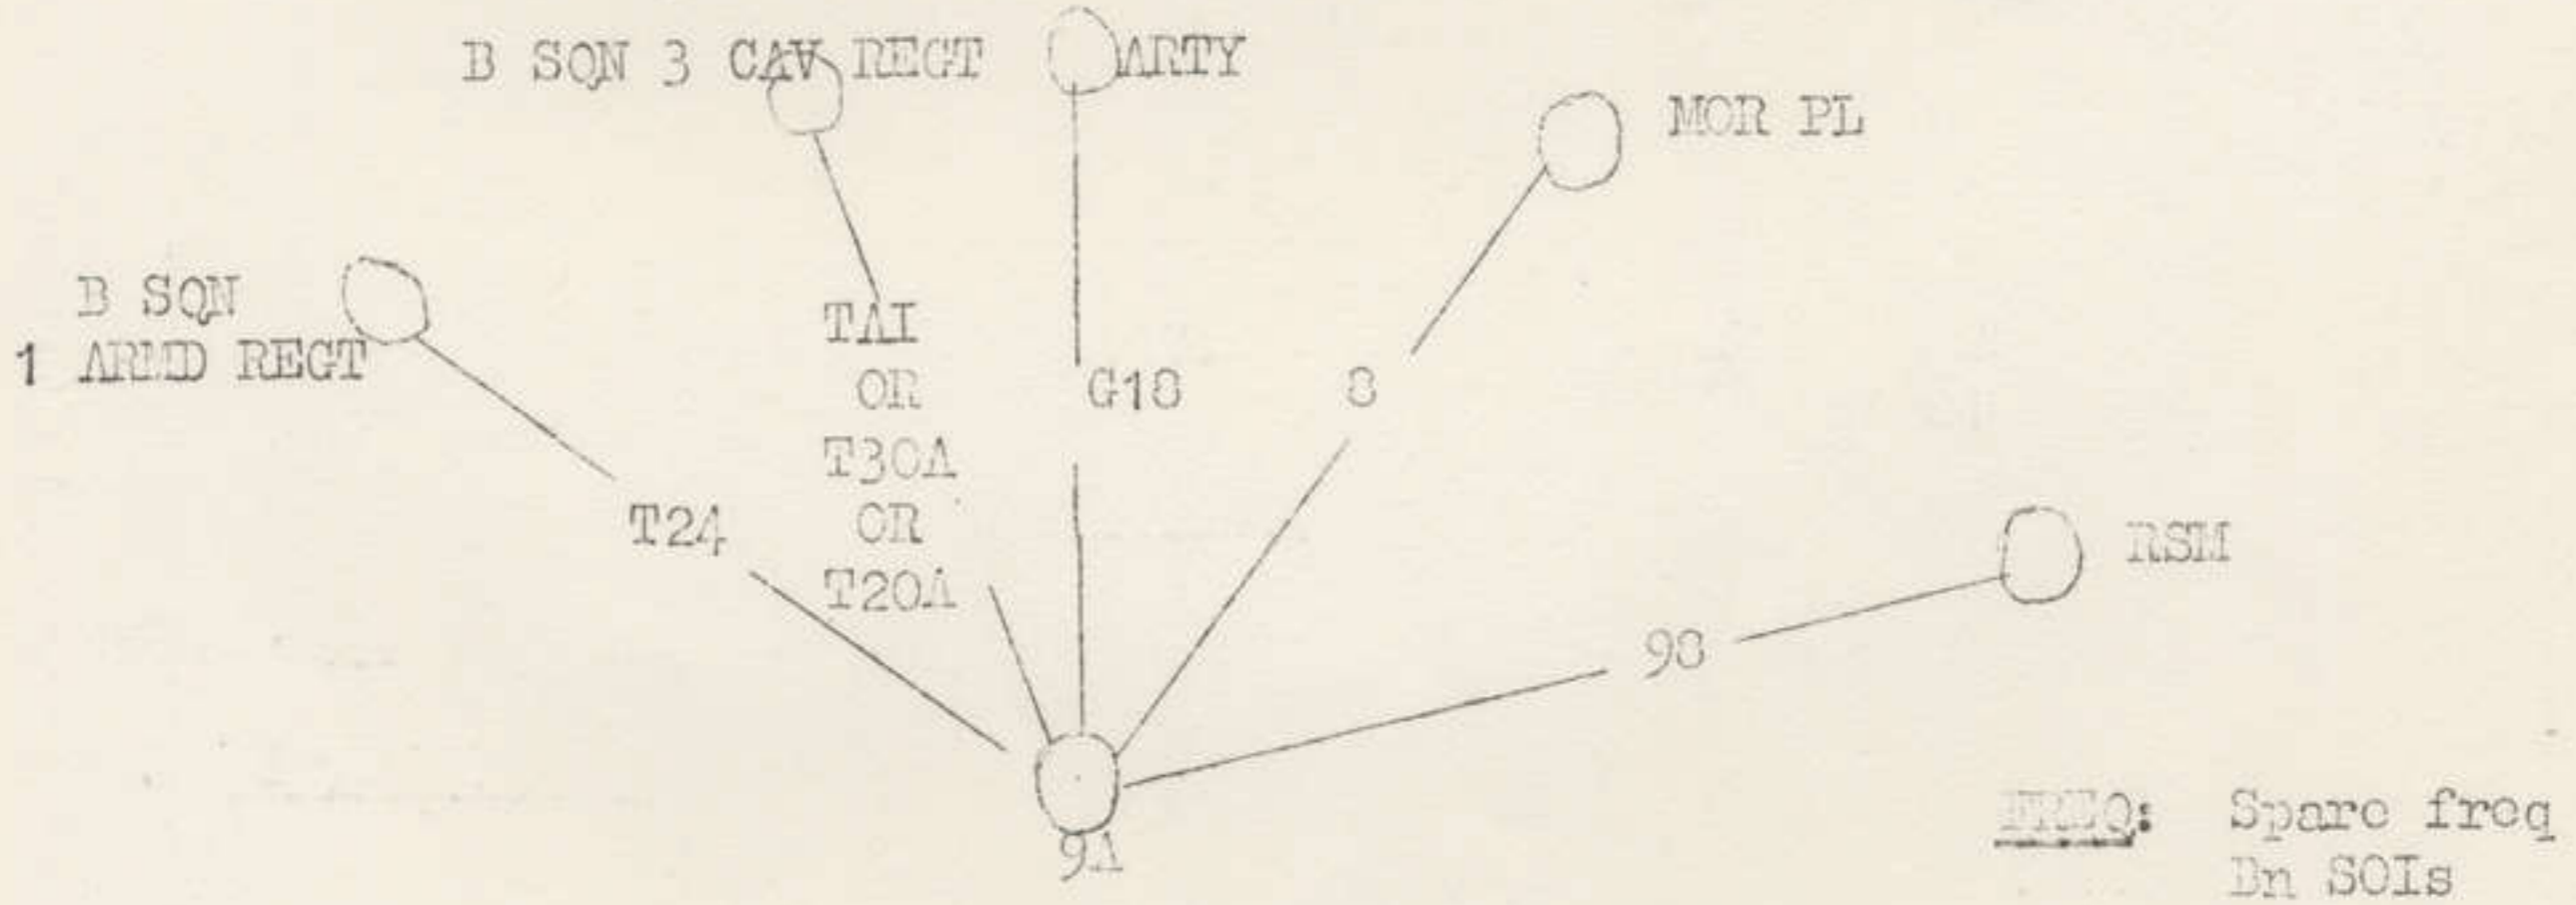 B SQN 3 CAV REGT
ARTY
MOR PL
B SQN
1 ARMD REGT
TAI
OR
T30A
OR
T20A
G18
8
T24
RSM
98
9A
FREQ: Spare freq
Bn SOIs